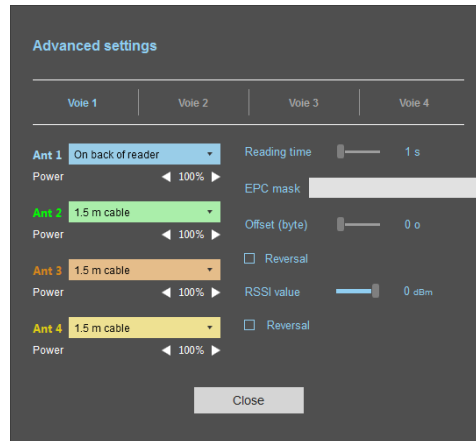 Advanced settings
Voie 1 Voie 2 Voie 3 Voie 4
Ant 1 On back of reader Reading time 1 s
Power 100%
EPC mask
Ant 2 1.5 m cable Offset (byte) 0 o
Power 100%
Reversal
Ant 3 1.5 m cable
Power 100% RSSI value 0 dBm
Ant 4 1.5 m cable Reversal
Power 100%
Close